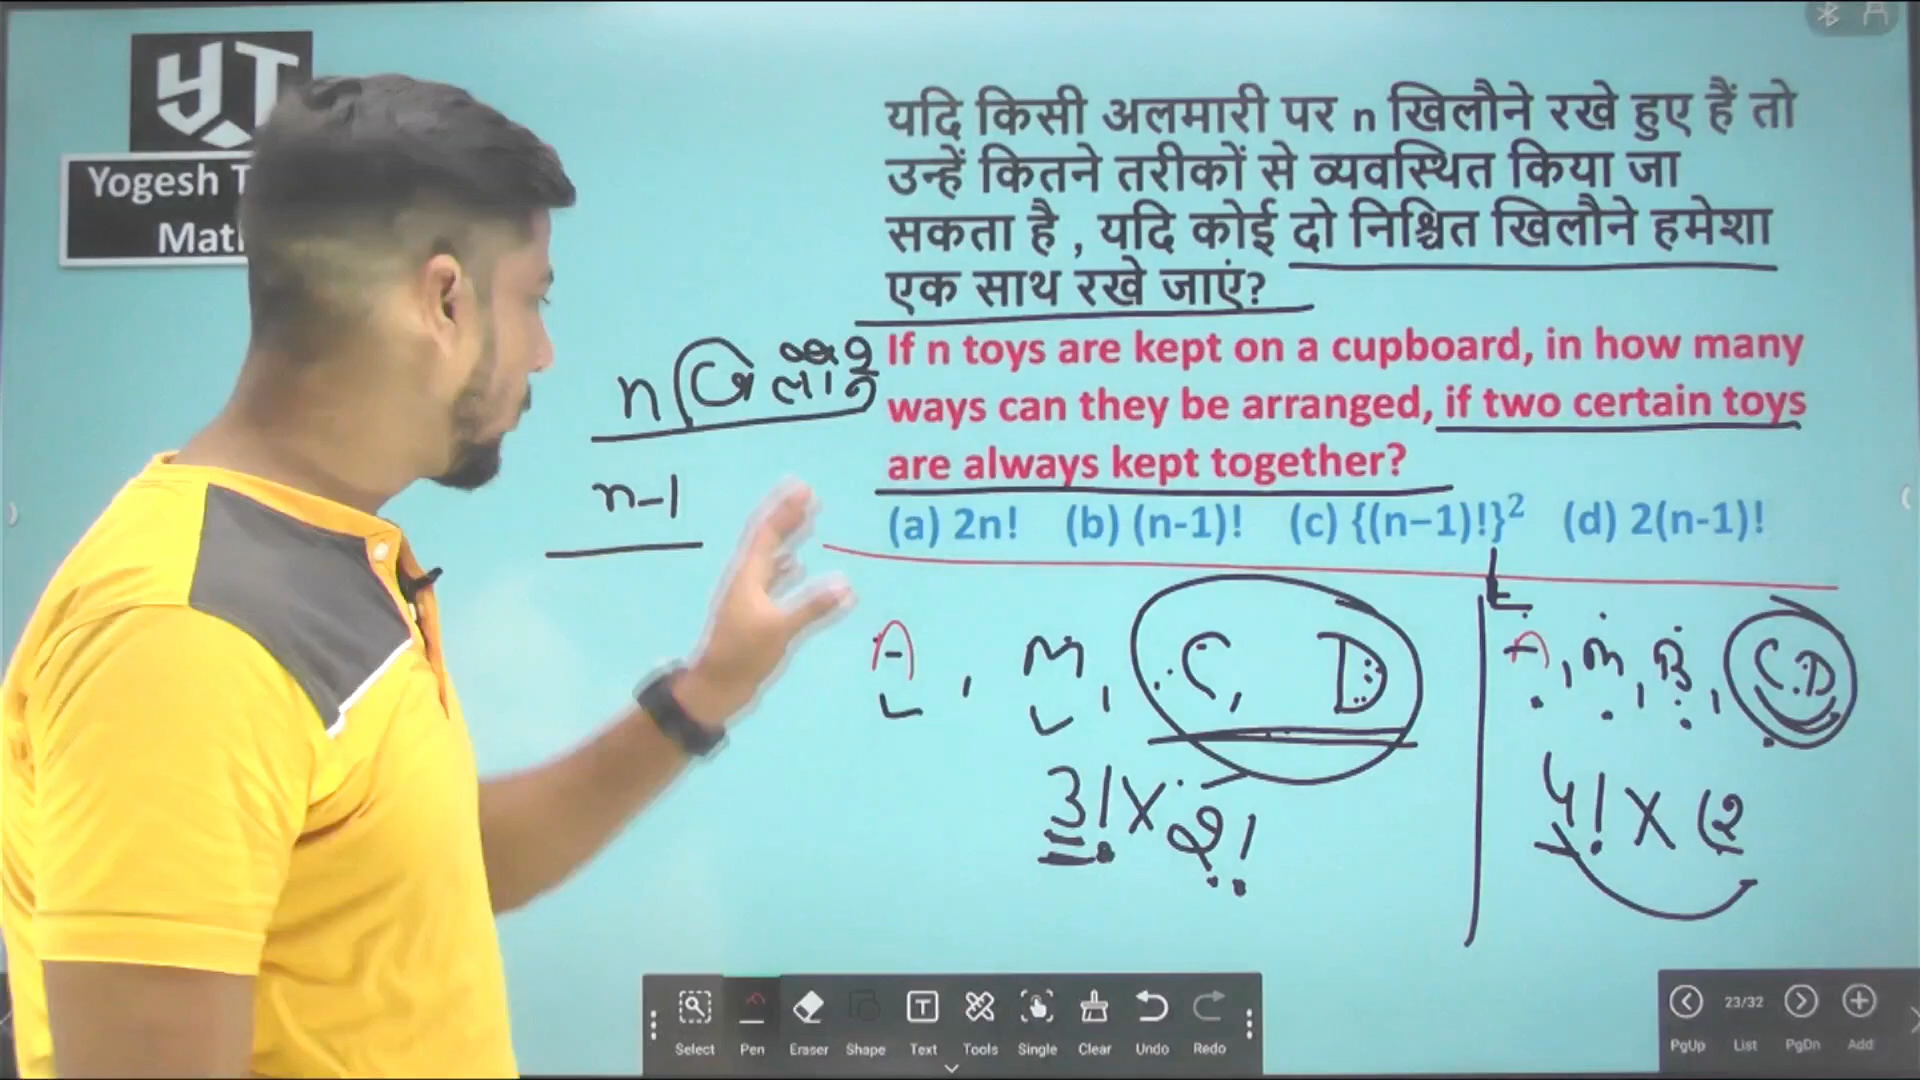 Yogesh T
Mat
यदि किसी अलमारी पर n खिलौने रखे हुए हैं तो
उन्हें कितने तरीकों से व्यवस्थित किया जा
सकता है , यदि कोई दो निश्चित खिलौने हमेशा
एक साथ रखे जाएं?
If n toys are kept on a cupboard, in how many
ways can they be arranged, if two certain toys
are always kept together?
(a) 2n! (b) (n-1)! (c) {(n−1)!}² (d) 2(n-1)!
n
n-1
A, M, C, D
3! X 2!
A, M, B, C D
4! X (2
Select Pen Eraser Shape Text Tools Single Clear Undo Redo
23/32
PgUp List PgDn Add